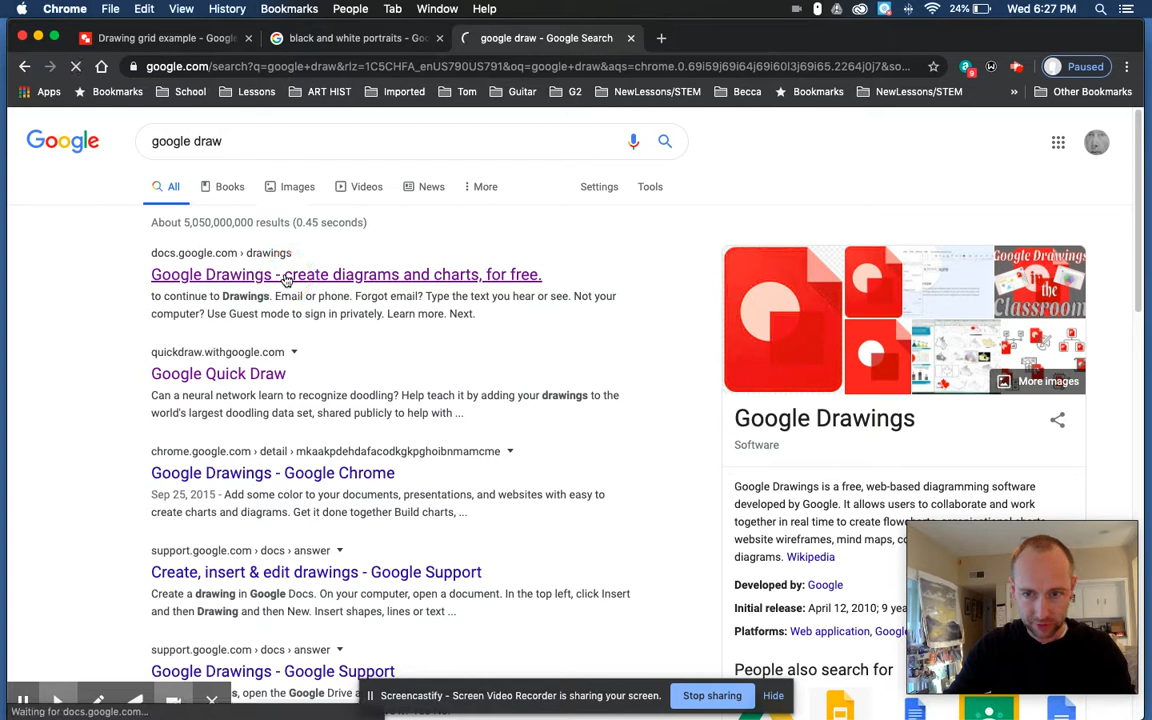 Chrome File Edit View History Bookmarks People Tab Window Help 24% Wed 6:27 PM
Drawing grid example - Google black and white portraits - Goo google draw - Google Search
google.com/search?q=google+draw&rlz=1C5CHFA_enUS790US791&oq=google+draw&aqs=chrome.0.69i59j69i64j69i60l3j69i65.2264j0j7&so... 9 Paused
Apps Bookmarks School Lessons ART HIST Imported Tom Guitar G2 NewLessons/STEM Becca Bookmarks NewLessons/STEM » Other Bookmarks
Google google draw
All Books Images Videos News More Settings Tools
About 5,050,000,000 results (0.45 seconds)
docs.google.com › drawings
Google Drawings - create diagrams and charts, for free.
to continue to Drawings. Email or phone. Forgot email? Type the text you hear or see. Not your
computer? Use Guest mode to sign in privately. Learn more. Next.
quickdraw.withgoogle.com
Google Quick Draw
Can a neural network learn to recognize doodling? Help teach it by adding your drawings to the
world's largest doodling data set, shared publicly to help with ...
chrome.google.com › detail › mkaakpdehdafacodkgkpghoibnmamcme
Google Drawings - Google Chrome
Sep 25, 2015 - Add some color to your documents, presentations, and websites with easy to
create charts and diagrams. Get it done together Build charts, ...
support.google.com › docs › answer
Create, insert & edit drawings - Google Support
Create a drawing in Google Docs. On your computer, open a document. In the top left, click Insert
and then Drawing and then New. Insert shapes, lines or text ...
support.google.com › docs › answer
Google Drawings - Google Support
s, open the Google Drive a
Google Drawings
in the
Classroom
More images
Google Drawings
Software
Google Drawings is a free, web-based diagramming software
developed by Google. It allows users to collaborate and work
together in real time to create
website wireframes, mind maps,
diagrams. Wikipedia
Developed by: Google
Initial release: April 12, 2010; 9
Platforms: Web application,
People also search for
Screencastify - Screen Video Recorder is sharing your screen. Stop sharing Hide
Waiting for docs.google.com...